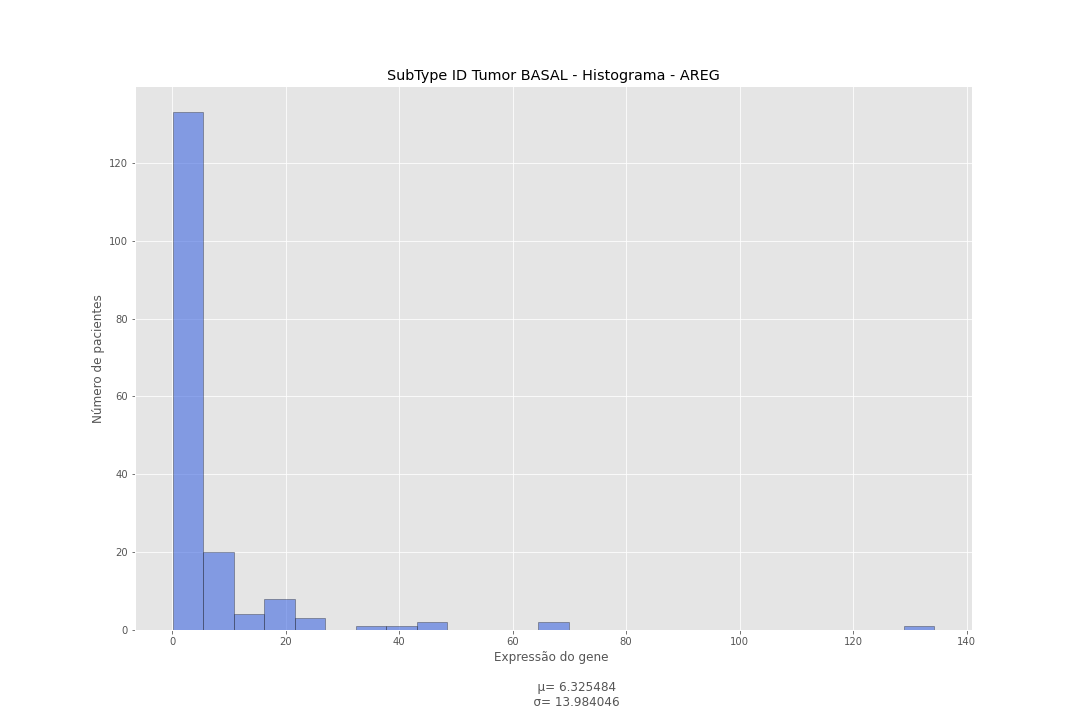 SubType ID Tumor BASAL - Histograma - AREG
120
100
80
60
40
20
0
Número de pacientes
0 20 40 60 80 100 120 140
Expressão do gene
μ= 6.325484
σ= 13.984046